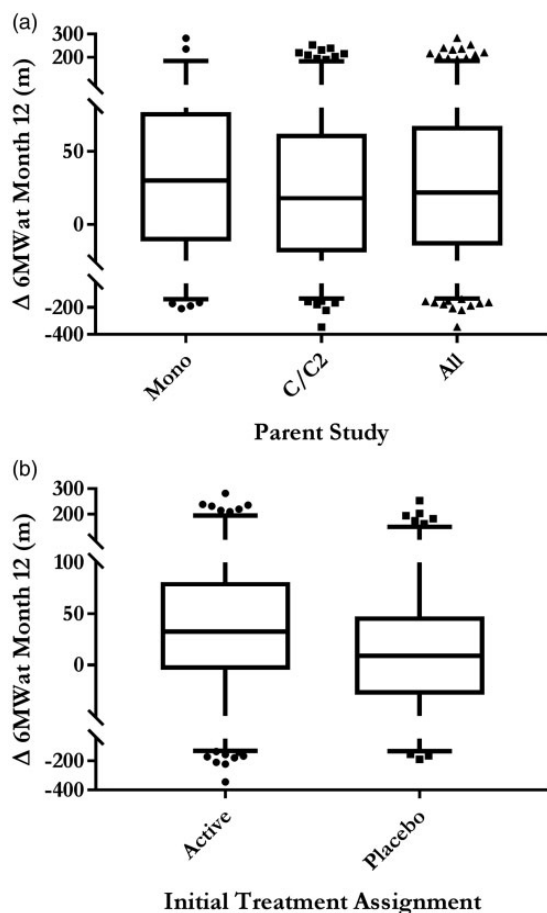 (a)
300
200
50
0
-200
-400
Δ 6MWat Month 12 (m)
Mono
C/C2
All
Parent Study
(b)
300
200
100
50
0
-200
-400
Δ 6MWat Month 12 (m)
Active
Placebo
Initial Treatment Assignment